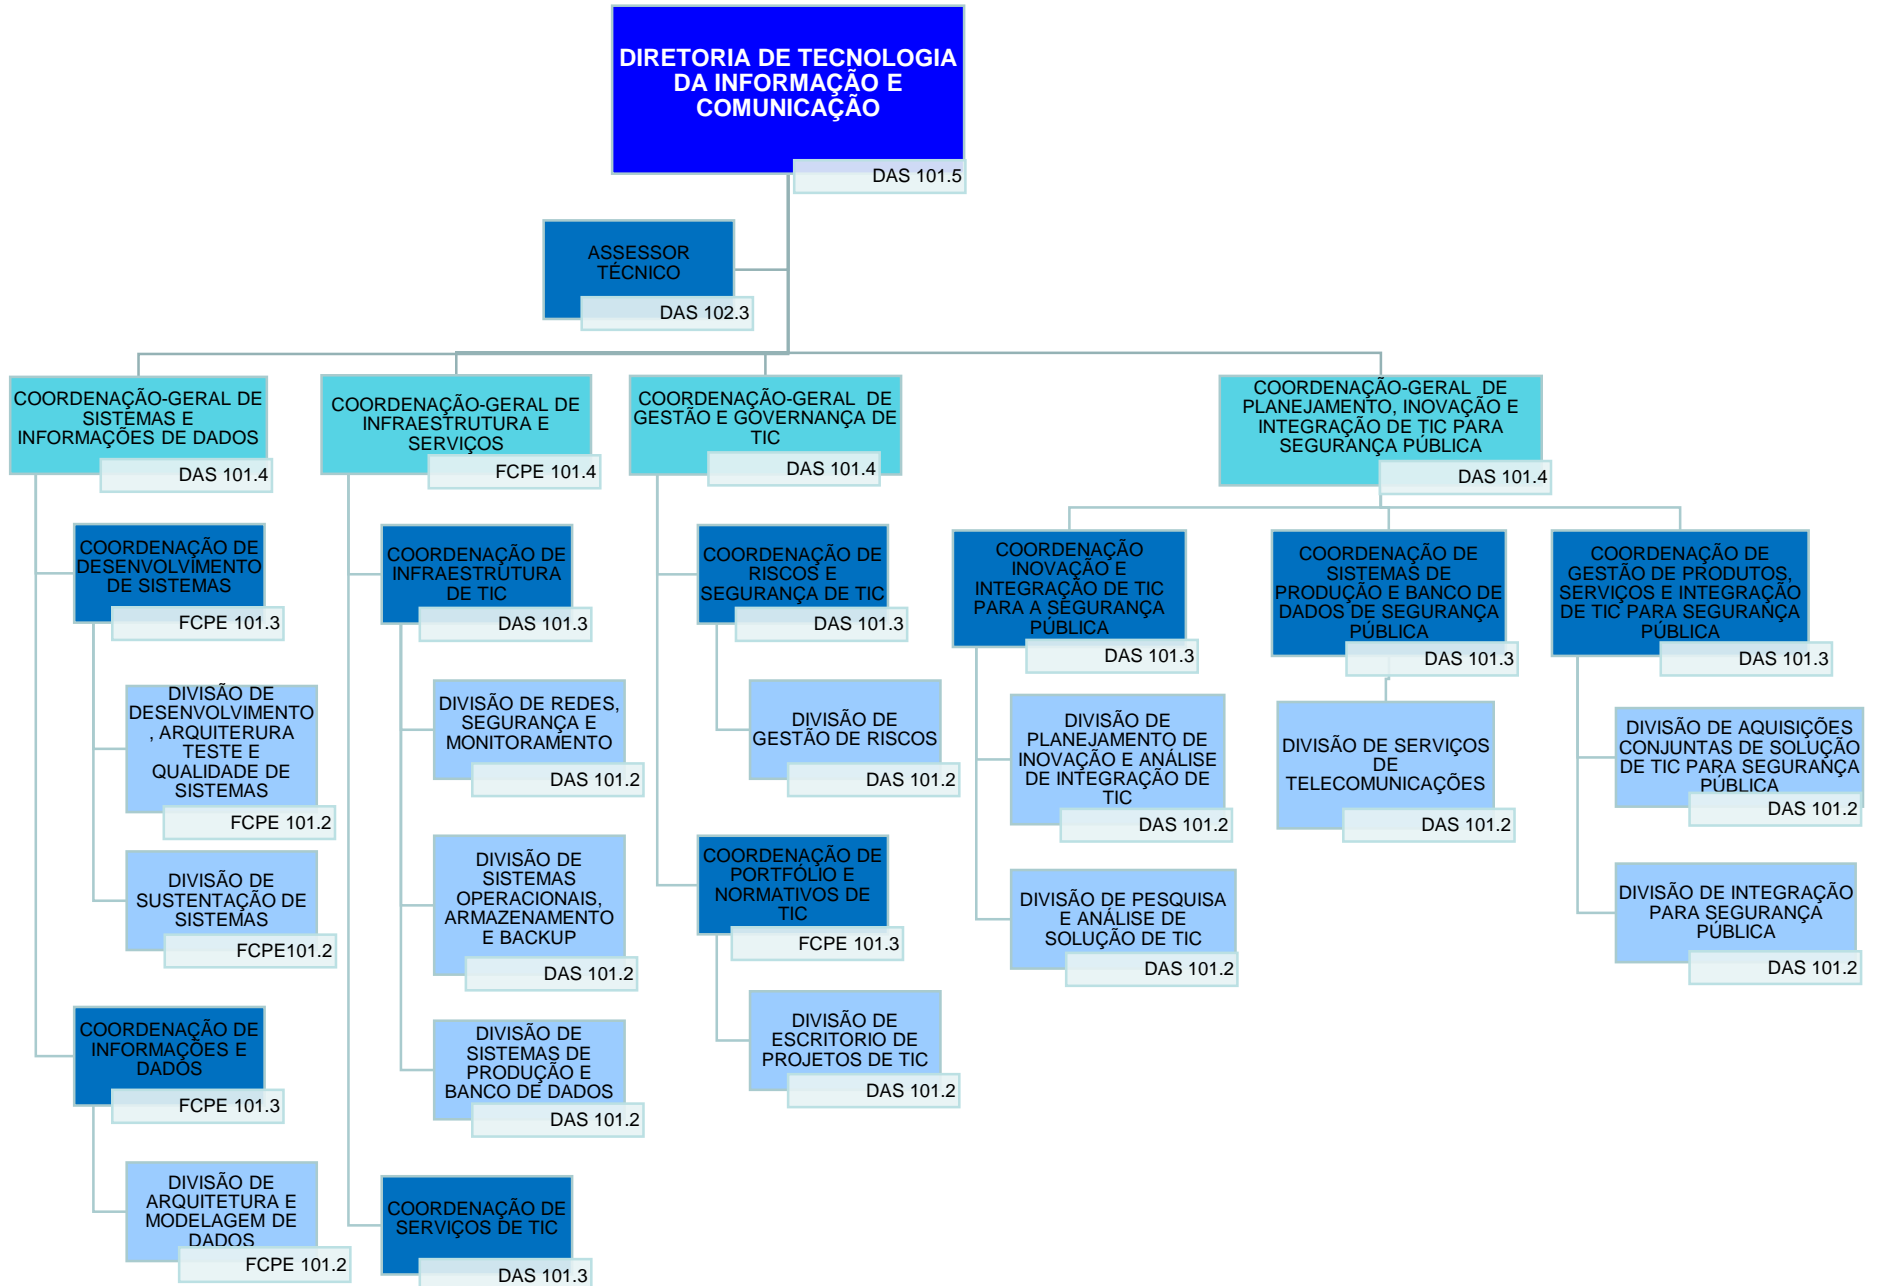 DIRETORIA DE TECNOLOGIA
DA INFORMAÇÃO E
COMUNICAÇÃO
DAS 101.5
ASSESSOR
TÉCNICO
DAS 102.3
COORDENAÇÃO-GERAL DE
SISTEMAS E
INFORMAÇÕES DE DADOS
DAS 101.4
COORDENAÇÃO DE
DESENVOLVIMENTO
DE SISTEMAS
FCPE 101.3
DIVISÃO DE
DESENVOLVIMENTO
, ARQUITERURA
TESTE E
QUALIDADE DE
SISTEMAS
FCPE 101.2
DIVISÃO DE
SUSTENTAÇÃO DE
SISTEMAS
FCPE101.2
COORDENAÇÃO DE
INFORMAÇÕES E
DADOS
FCPE 101.3
DIVISÃO DE
ARQUITETURA E
MODELAGEM DE
DADOS
FCPE 101.2
COORDENAÇÃO-GERAL DE
INFRAESTRUTURA E
SERVIÇOS
FCPE 101.4
COORDENAÇÃO DE
INFRAESTRUTURA
DE TIC
DAS 101.3
DIVISÃO DE REDES,
SEGURANÇA E
MONITORAMENTO
DAS 101.2
DIVISÃO DE
SISTEMAS
OPERACIONAIS,
ARMAZENAMENTO
E BACKUP
DAS 101.2
DIVISÃO DE
SISTEMAS DE
PRODUÇÃO E
BANCO DE DADOS
DAS 101.2
COORDENAÇÃO DE
SERVIÇOS DE TIC
DAS 101.3
COORDENAÇÃO-GERAL DE
GESTÃO E GOVERNANÇA DE
TIC
DAS 101.4
COORDENAÇÃO DE
RISCOS E
SEGURANÇA DE TIC
DAS 101.3
DIVISÃO DE
GESTÃO DE RISCOS
DAS 101.2
COORDENAÇÃO DE
PORTFÓLIO E
NORMATIVOS DE
TIC
FCPE 101.3
DIVISÃO DE
ESCRITORIO DE
PROJETOS DE TIC
DAS 101.2
COORDENAÇÃO-GERAL DE
PLANEJAMENTO, INOVAÇÃO E
INTEGRAÇÃO DE TIC PARA
SEGURANÇA PÚBLICA
DAS 101.4
COORDENAÇÃO
INOVAÇÃO E
INTEGRAÇÃO DE TIC
PARA A SEGURANÇA
PÚBLICA
DAS 101.3
DIVISÃO DE
PLANEJAMENTO DE
INOVAÇÃO E ANÁLISE
DE INTEGRAÇÃO DE
TIC
DAS 101.2
DIVISÃO DE PESQUISA
E ANÁLISE DE
SOLUÇÃO DE TIC
DAS 101.2
COORDENAÇÃO DE
SISTEMAS DE
PRODUÇÃO E BANCO DE
DADOS DE SEGURANÇA
PÚBLICA
DAS 101.3
DIVISÃO DE SERVIÇOS
DE
TELECOMUNICAÇÕES
DAS 101.2
COORDENAÇÃO DE
GESTÃO DE PRODUTOS,
SERVIÇOS E INTEGRAÇÃO
DE TIC PARA SEGURANÇA
PÚBLICA
DAS 101.3
DIVISÃO DE AQUISIÇÕES
CONJUNTAS DE SOLUÇÃO
DE TIC PARA SEGURANÇA
PÚBLICA
DAS 101.2
DIVISÃO DE INTEGRAÇÃO
PARA SEGURANÇA
PÚBLICA
DAS 101.2